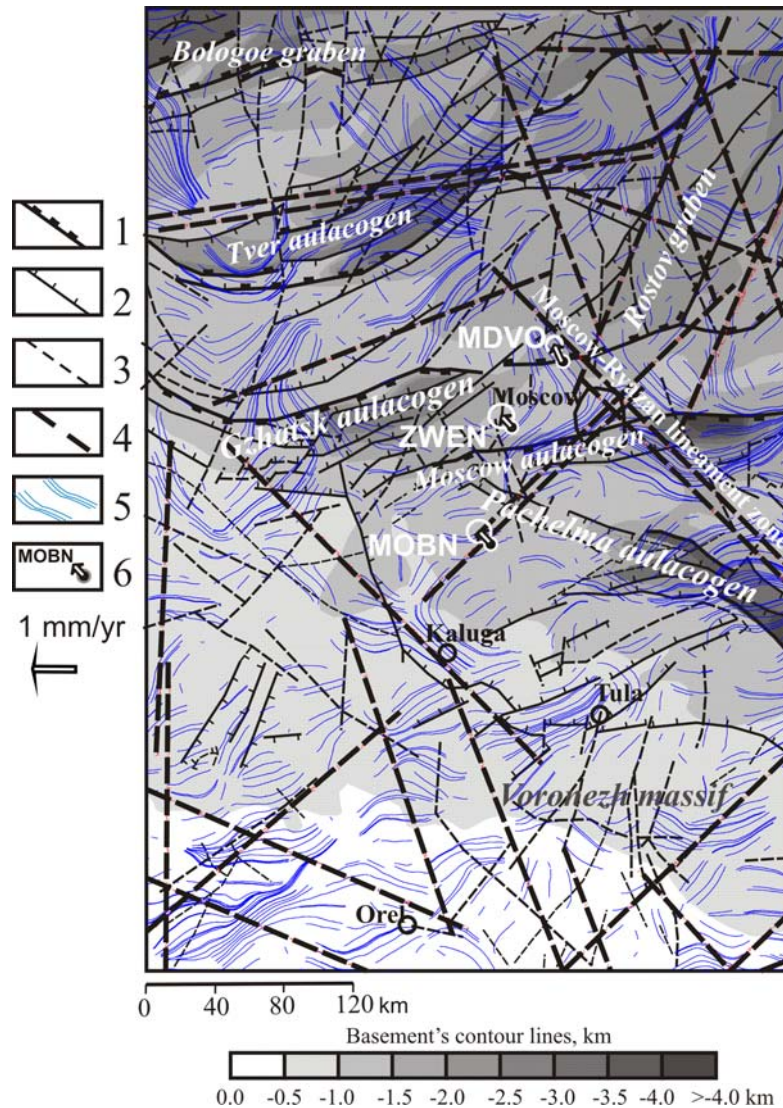 Bologoe graben
Tver aulacogen
Rostov graben
Moscow-Ryazan lineament zone
MDVO
Moscow
Gzhatsk aulacogen
ZWEN
Moscow aulacogen
Pachelma aulacogen
MOBN
Kaluga
Tula
Voronezh massif
Orel
1
2
3
4
5
MOBN 6
1 mm/yr
0 40 80 120 km
Basement's contour lines, km
0.0 -0.5 -1.0 -1.5 -2.0 -2.5 -3.0 -3.5 -4.0 >-4.0 km